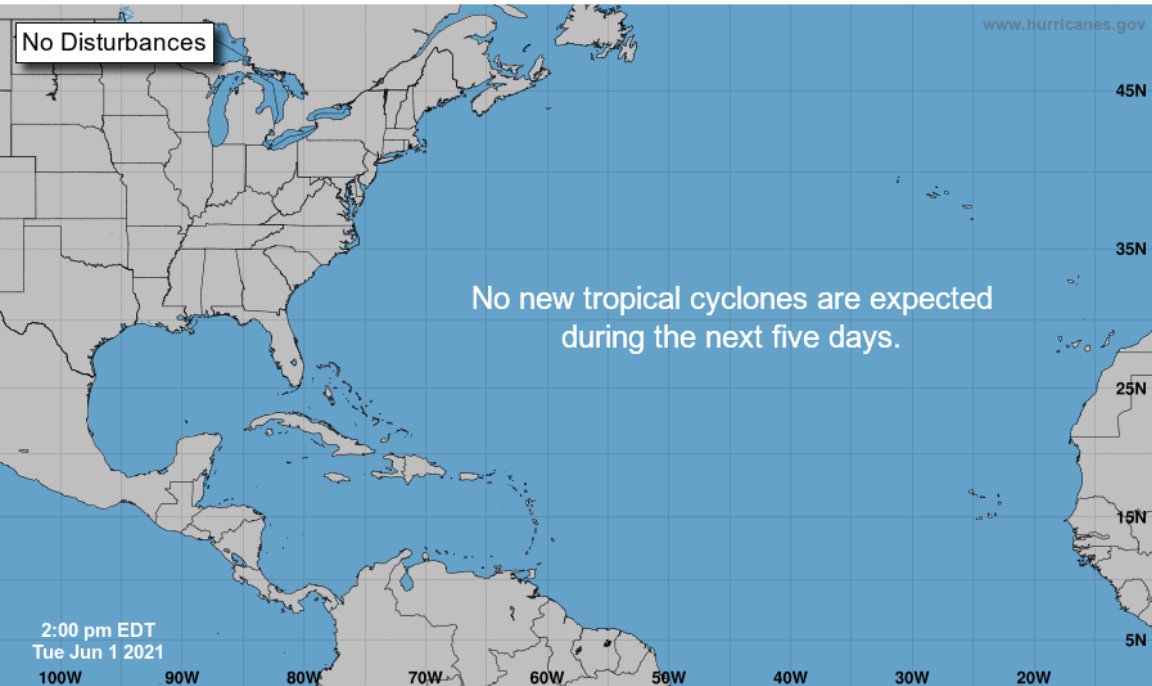 www.hurricanes.gov
No Disturbances
45N
35N
No new tropical cyclones are expected
during the next five days.
25N
15N
2:00 pm EDT
Tue Jun 1 2021
5N
100W 90W 80W 70W 60W 50W 40W 30W 20W